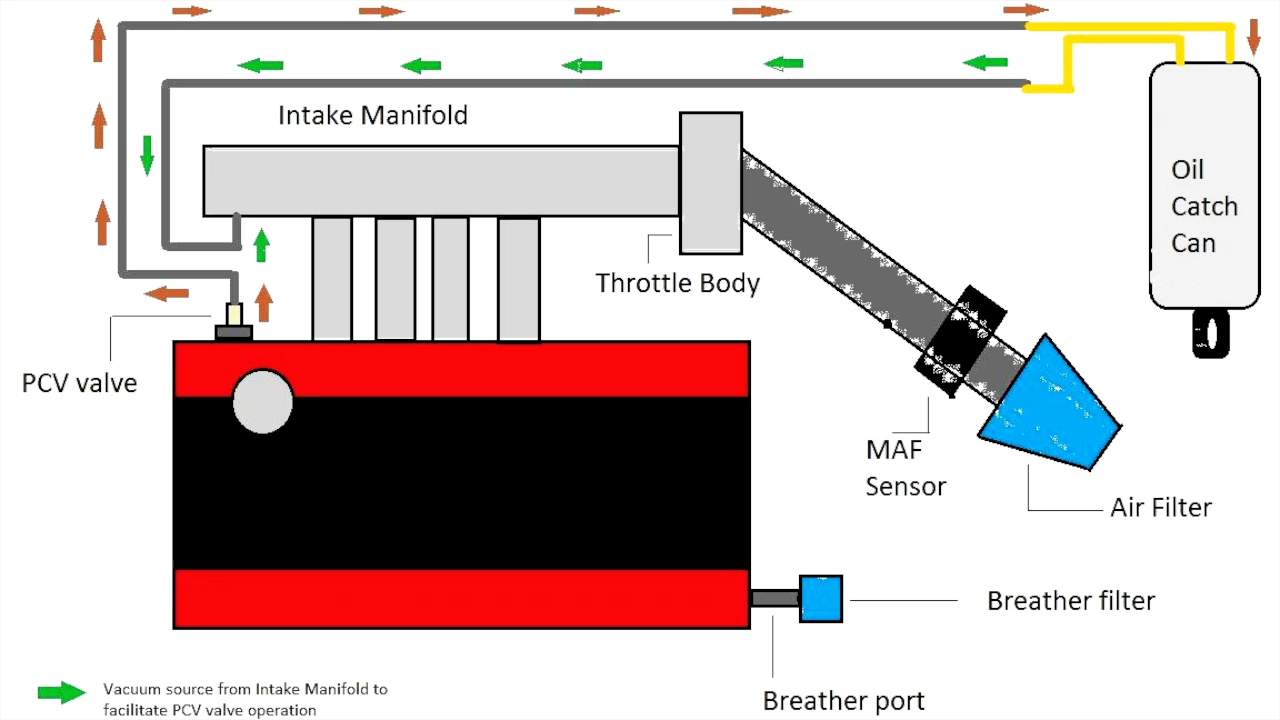 Intake Manifold
Oil
Catch
Can
Throttle Body
PCV valve
MAF
Sensor
Air Filter
Breather filter
Vacuum source from Intake Manifold to
facilitate PCV valve operation
Breather port